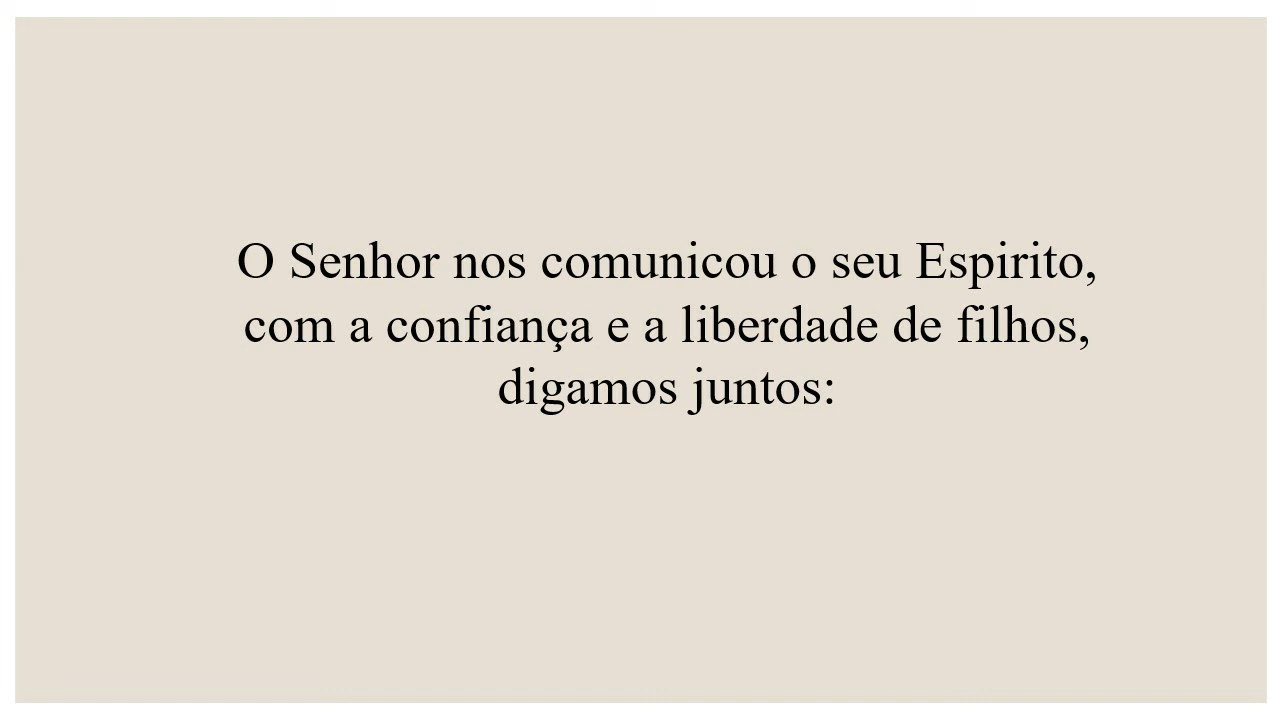 O Senhor nos comunicou o seu Espirito,
com a confiança e a liberdade de filhos,
digamos juntos: